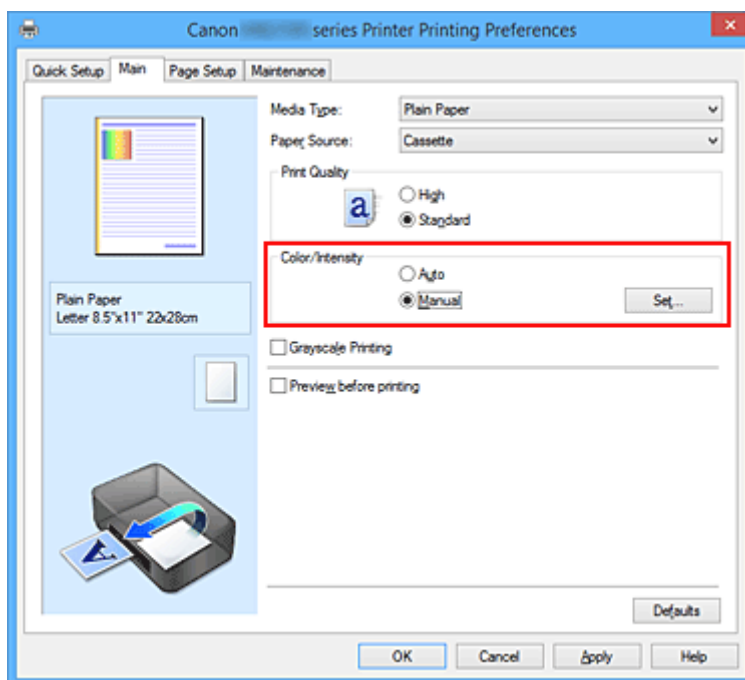 Canon series Printer Printing Preferences
Quick Setup Main Page Setup Maintenance
Media Type: Plain Paper
Paper Source: Cassette
Print Quality
a
High
Standard
Color/Intensity
Auto
Manual Set...
Plain Paper
Letter 8.5"x11" 22x28cm
Grayscale Printing
Preview before printing
A
Defaults
OK Cancel Apply Help